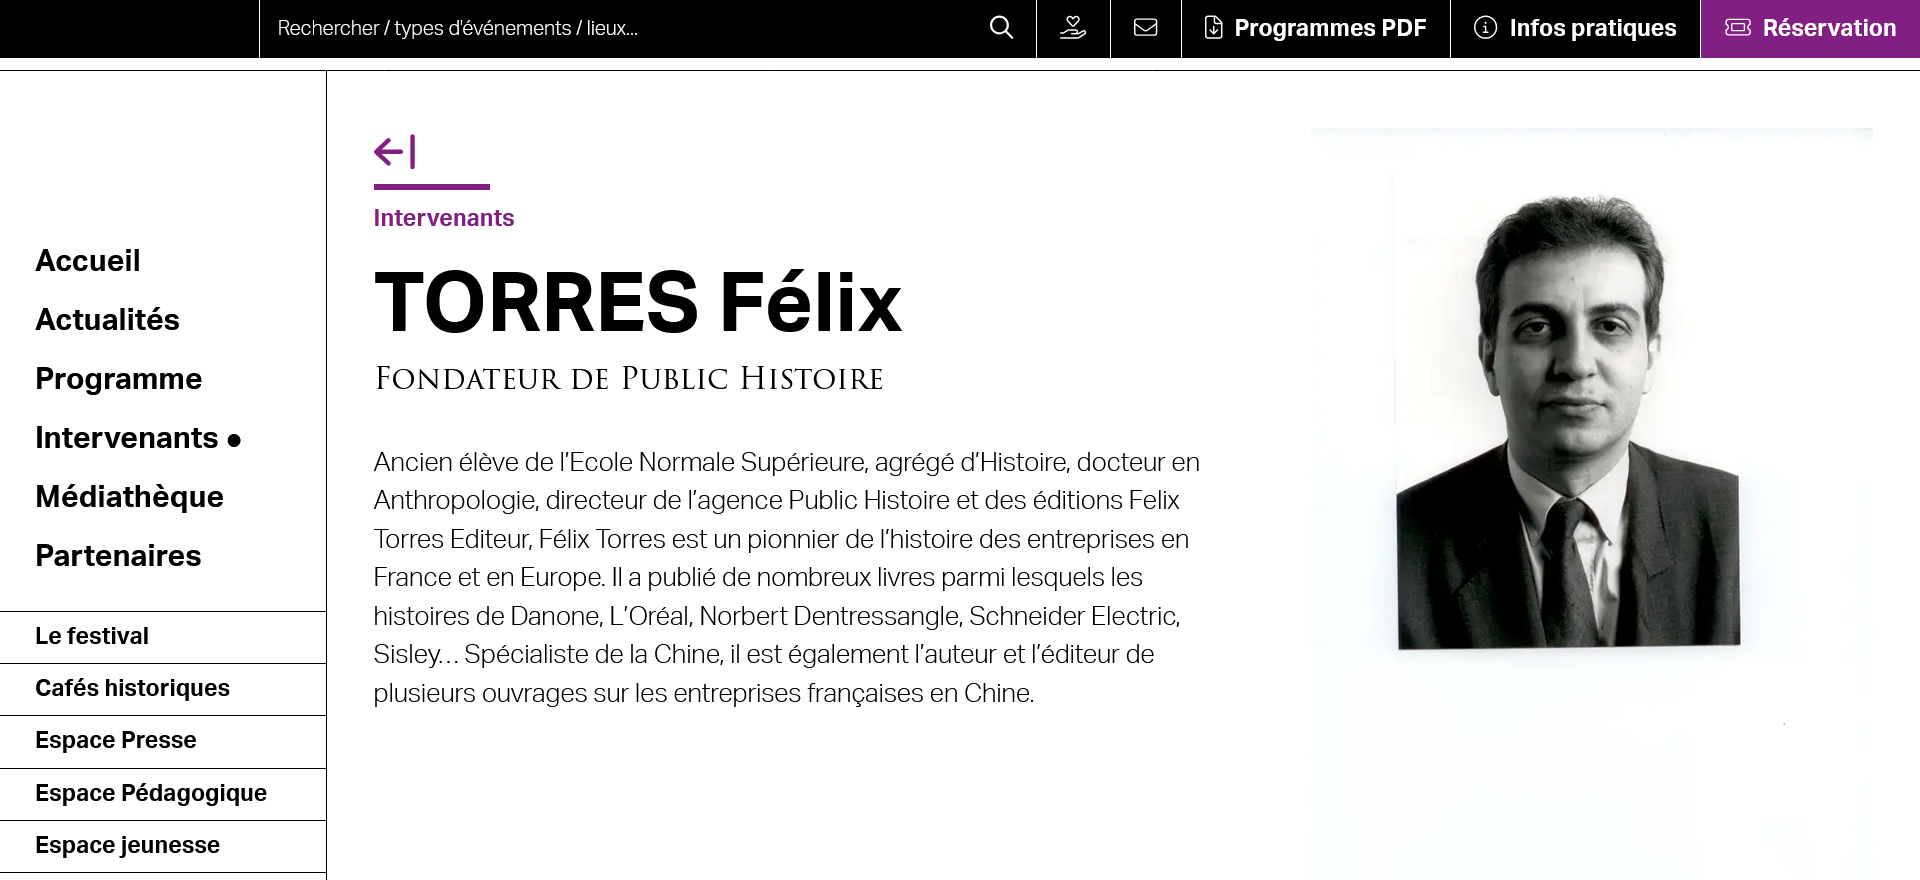 Rechercher / types d'événements / lieux...
Programmes PDF
Infos pratiques
Réservation
Accueil
Actualités
Programme
Intervenants
Médiathèque
Partenaires
Le festival
Cafés historiques
Espace Presse
Espace Pédagogique
Espace jeunesse
Intervenants
TORRES Félix
Fondateur de Public Histoire
Ancien élève de l’Ecole Normale Supérieure, agrégé d’Histoire, docteur en
Anthropologie, directeur de l’agence Public Histoire et des éditions Felix
Torres Editeur, Félix Torres est un pionnier de l’histoire des entreprises en
France et en Europe. Il a publié de nombreux livres parmi lesquels les
histoires de Danone, L’Oréal, Norbert Dentressangle, Schneider Electric,
Sisley… Spécialiste de la Chine, il est également l’auteur et l’éditeur de
plusieurs ouvrages sur les entreprises françaises en Chine.